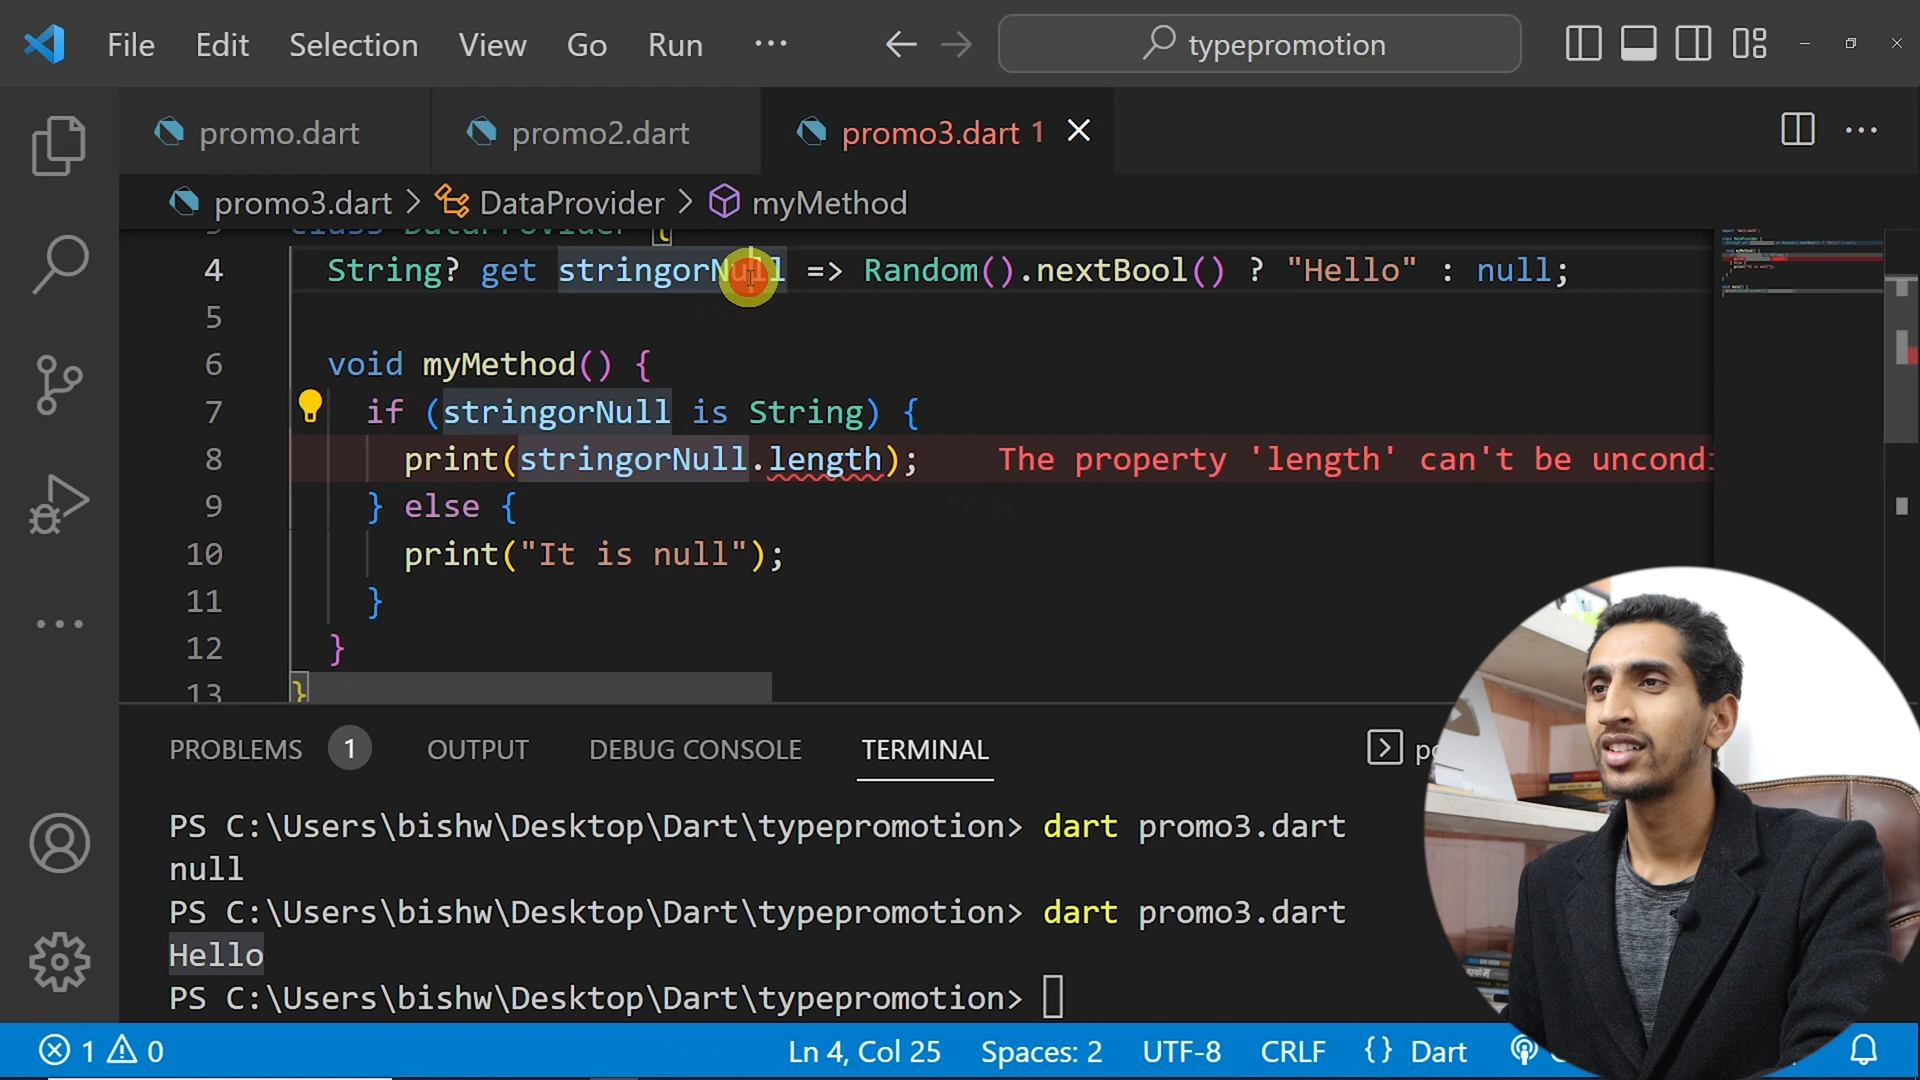 File Edit Selection View Go Run ··· typepromotion
promo.dart promo2.dart promo3.dart 1
promo3.dart > DataProvider > myMethod
class DataProvider {
4 String? get stringorNull => Random().nextBool() ? "Hello" : null;
5
6 void myMethod() {
7 if (stringorNull is String) {
8 print(stringorNull.length); The property 'length' can't be uncondi
9 } else {
10 print("It is null");
11 }
12 }
13 }
PROBLEMS 1 OUTPUT DEBUG CONSOLE TERMINAL
PS C:\Users\bishw\Desktop\Dart\typepromotion> dart promo3.dart
null
PS C:\Users\bishw\Desktop\Dart\typepromotion> dart promo3.dart
Hello
PS C:\Users\bishw\Desktop\Dart\typepromotion>
1 0 Ln 4, Col 25 Spaces: 2 UTF-8 CRLF {} Dart